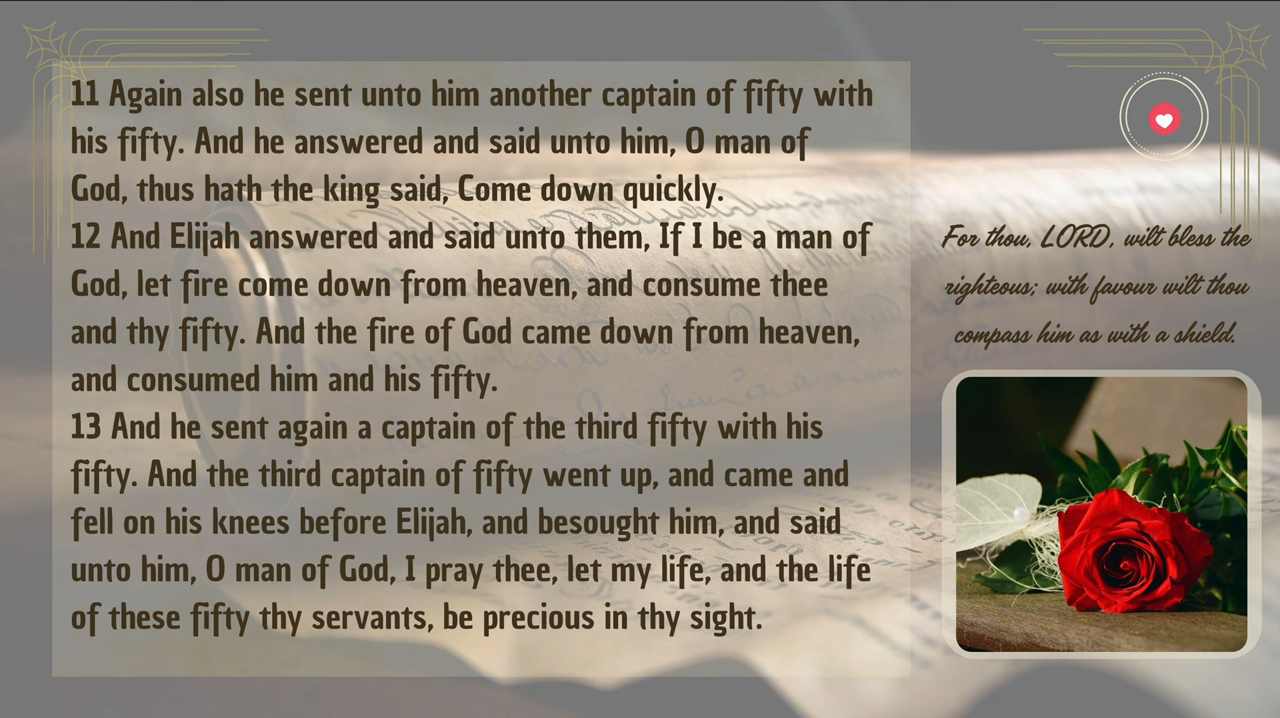 11 Again also he sent unto him another captain of fifty with
his fifty. And he answered and said unto him, O man of
God, thus hath the king said, Come down quickly.
12 And Elijah answered and said unto them, If I be a man of
God, let fire come down from heaven, and consume thee
and thy fifty. And the fire of God came down from heaven,
and consumed him and his fifty.
13 And he sent again a captain of the third fifty with his
fifty. And the third captain of fifty went up, and came and
fell on his knees before Elijah, and besought him, and said
unto him, O man of God, I pray thee, let my life, and the life
of these fifty thy servants, be precious in thy sight.
For thou, LORD, wilt bless the
righteous; with favour wilt thou
compass him as with a shield.